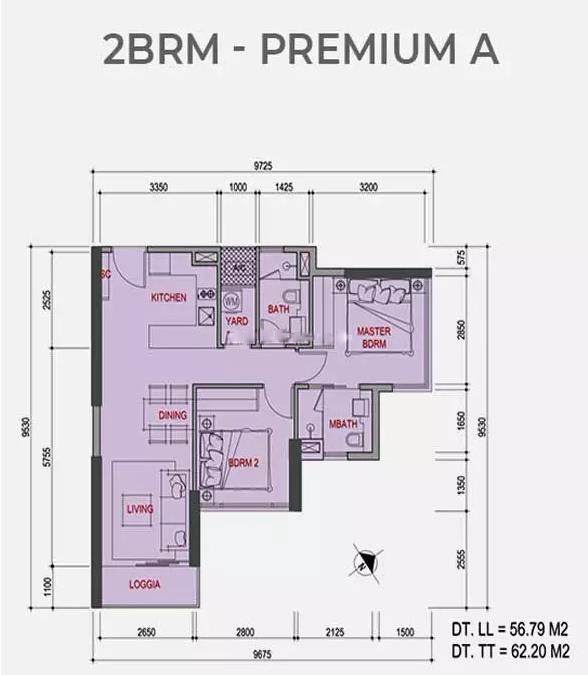 2BRM - PREMIUM A
9725
3350 1000 1425 3200
SC
A/C
KITCHEN
WM
YARD
BATH
MASTER
BDRM
DINING
MBATH
BDRM 2
LIVING
LOGGIA
9530
2525
5755
1100
575
2850
1650
1350
2555
9530
N
2650 2800 2125 1500
9675
DT. LL = 56.79 M2
DT. TT = 62.20 M2